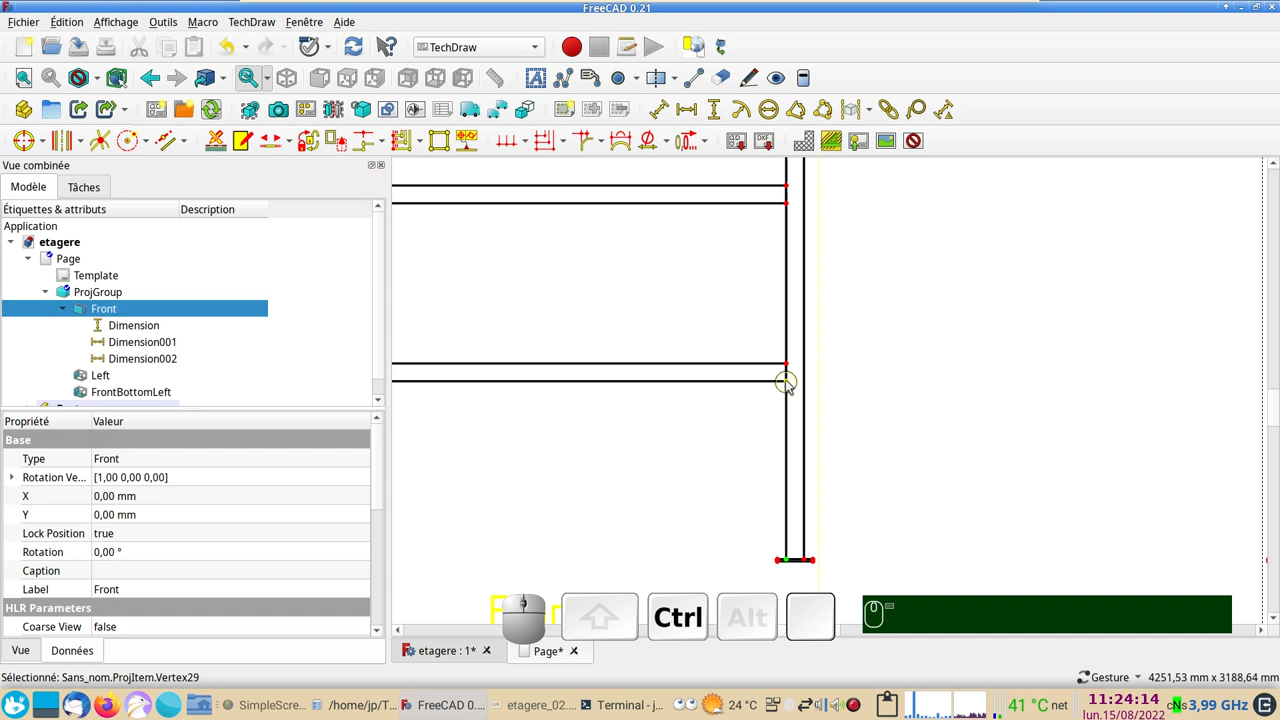 FreeCAD 0.21
Fichier Édition Affichage Outils Macro TechDraw Fenêtre Aide
TechDraw
Vue combinée
Modèle Tâches
Étiquettes & attributs Description
Application
etagere
Page
Template
ProjGroup
Front
Dimension
Dimension001
Dimension002
Left
FrontBottomLeft
Propriété Valeur
Base
Type Front
Rotation Ve... [1,00 0,00 0,00]
X 0,00 mm
Y 0,00 mm
Lock Position true
Rotation 0,00 °
Caption
Label Front
HLR Parameters
Coarse View false
Ctrl Alt
Vue Données
etagere : 1* Page*
Sélectionné: Sans_nom.ProjItem.Vertex29
Gesture 4251,53 mm x 3188,64 mm
SimpleScre... /home/jp/T... FreeCAD 0.... etagere_02.... Terminal - j... 24 °C 11:24:14 lun.15/08/2022 41 °C net 3,99 GHz